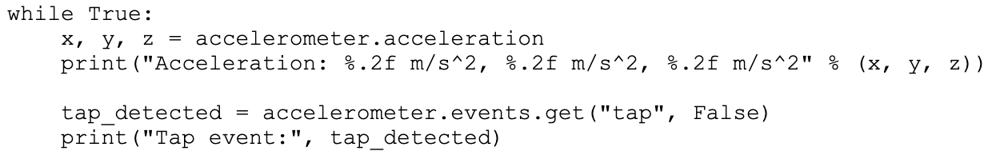 while True:
    x, y, z = accelerometer.acceleration
    print("Acceleration: %.2f m/s^2, %.2f m/s^2, %.2f m/s^2" % (x, y, z))

    tap_detected = accelerometer.events.get("tap", False)
    print("Tap event:", tap_detected)